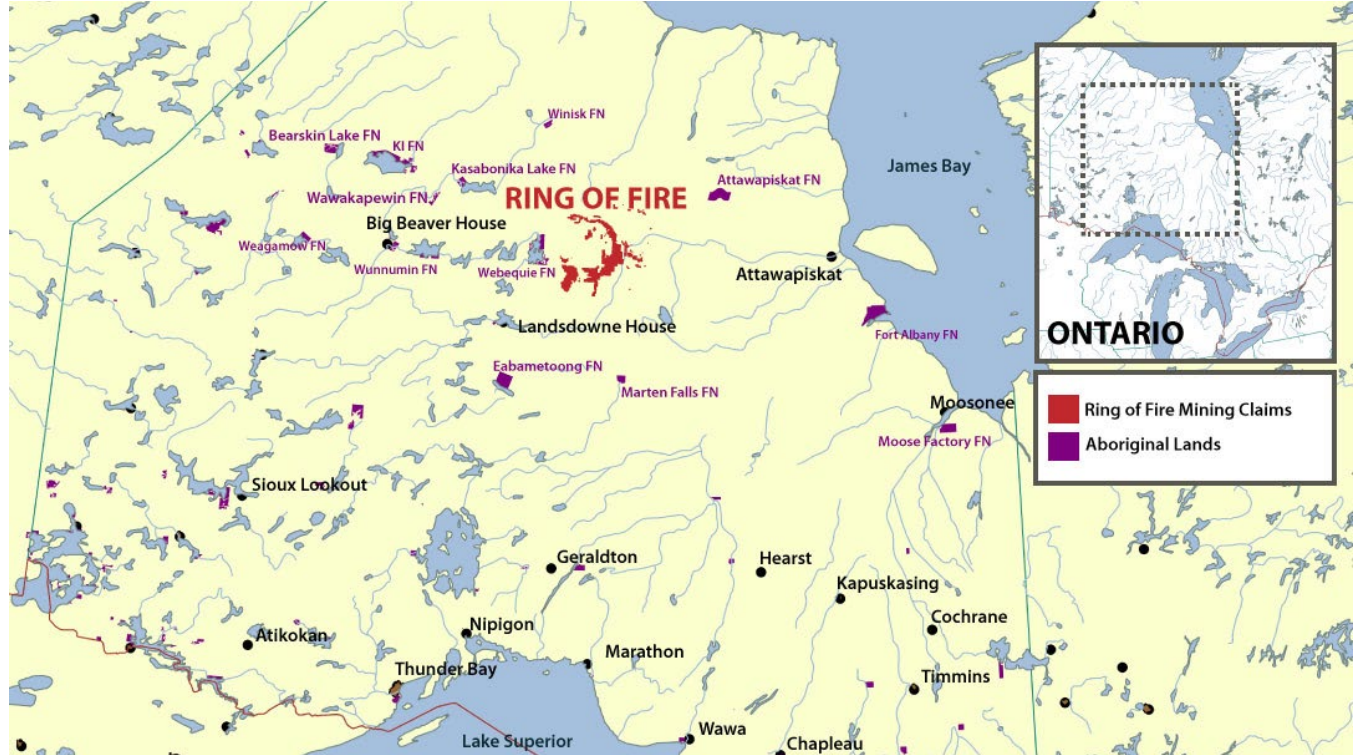 Winisk FN
Bearskin Lake FN
KI FN
Kasabonika Lake FN
James Bay
Attawapiskat FN
Wawakapewin FN
RING OF FIRE
Big Beaver House
Weagamow FN
Wunnumin FN
Webequie FN
Attawapiskat
Landsdowne House
Fort Albany FN
ONTARIO
Eabametoong FN
Marten Falls FN
Moosonee
Moose Factory FN
Ring of Fire Mining Claims
Aboriginal Lands
Sioux Lookout
Geraldton
Hearst
Kapuskasing
Cochrane
Atikokan
Nipigon
Marathon
Thunder Bay
Timmins
Wawa
Lake Superior
Chapleau